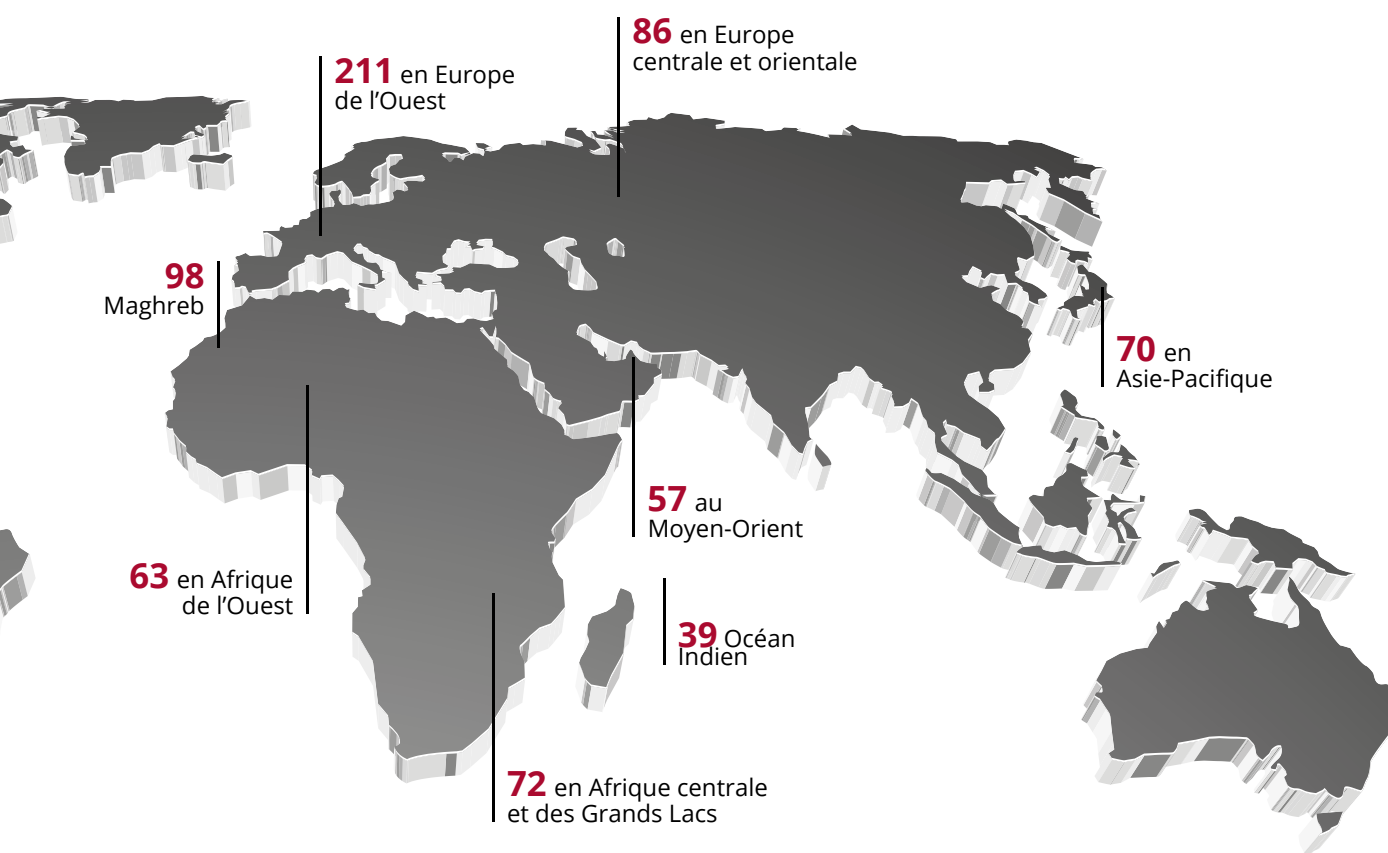 86 en Europe
centrale et orientale
211 en Europe
de l’Ouest
98
Maghreb
70 en
Asie-Pacifique
57 au
Moyen-Orient
63 en Afrique
de l’Ouest
39 Océan
Indien
72 en Afrique centrale
et des Grands Lacs